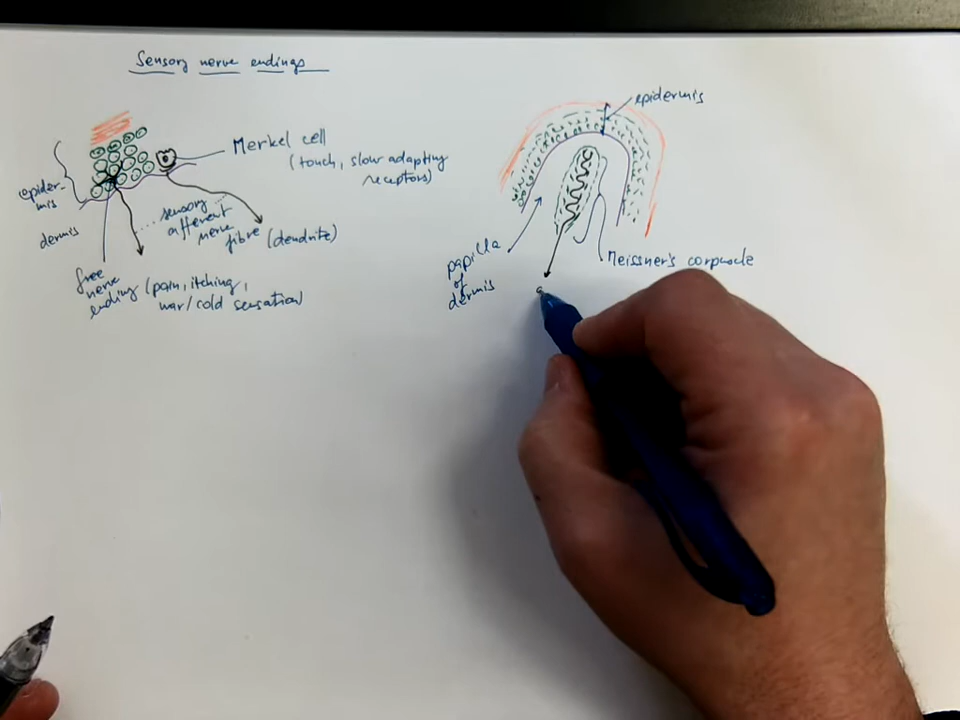 Sensory nerve endings
epidermis
Merkel cell
(touch, slow adapting
receptors)
epider-
mis
dermis
sensory
afferent
nerve
fibre (dendrite)
free
nerve
ending (pain, itching,
war/cold sensation)
papilla
of
dermis
Meissner's corpuscle